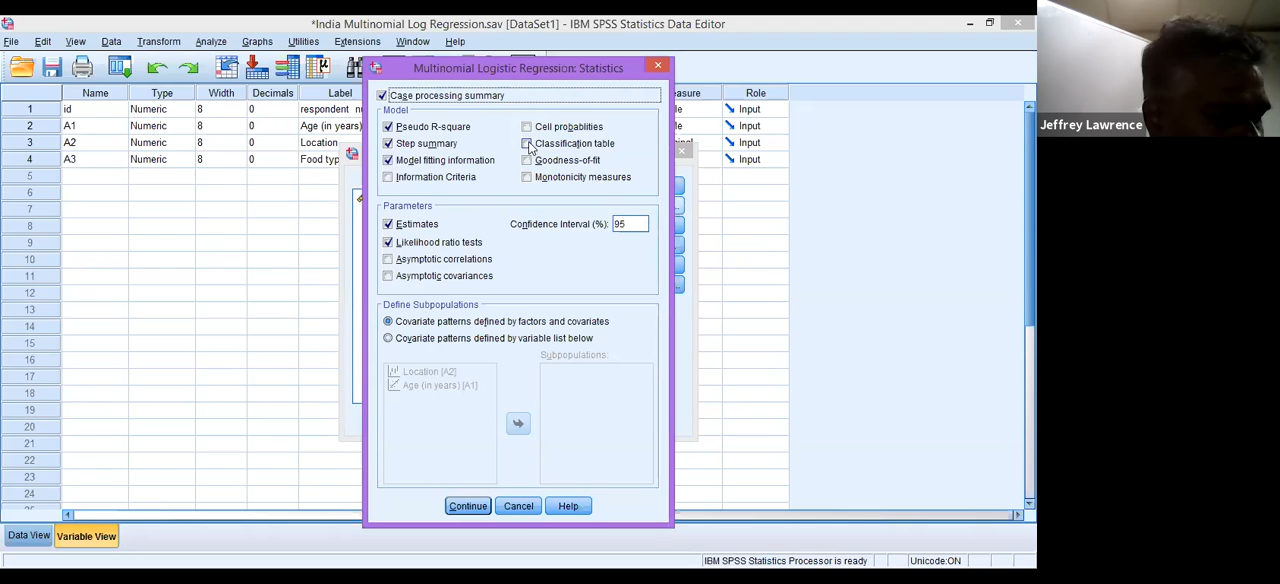 *India Multinomial Log Regression.sav [DataSet1] - IBM SPSS Statistics Data Editor
File Edit View Data Transform Analyze Graphs Utilities Extensions Window Help
Name Type Width Decimals Label Role
1 id Numeric 8 0 respondent Input
2 A1 Numeric 8 0 Age (in years) Input
3 A2 Numeric 8 0 Location Input
4 A3 Numeric 8 0 Food Input
5
6
7
8
9
10
11
12
13
14
15
16
17
18
19
20
21
22
23
24
Multinomial Logistic Regression: Statistics
Case processing summary
Model
Pseudo R-square Cell probablities
Step summary Classification table
Model fitting information Goodness-of-fit
Information Criteria Monotonicity measures
Parameters
Estimates Confidence Interval (%): 95
Likelihood ratio tests
Asymptotic correlations
Asymptotic covariances
Define Subpopulations
Covariate patterns defined by factors and covariates
Covariate patterns defined by variable list below
Subpopulations:
Location [A2]
Age (in years) [A1]
Continue Cancel Help
Data View Variable View
IBM SPSS Statistics Processor is ready Unicode:ON
Jeffrey Lawrence